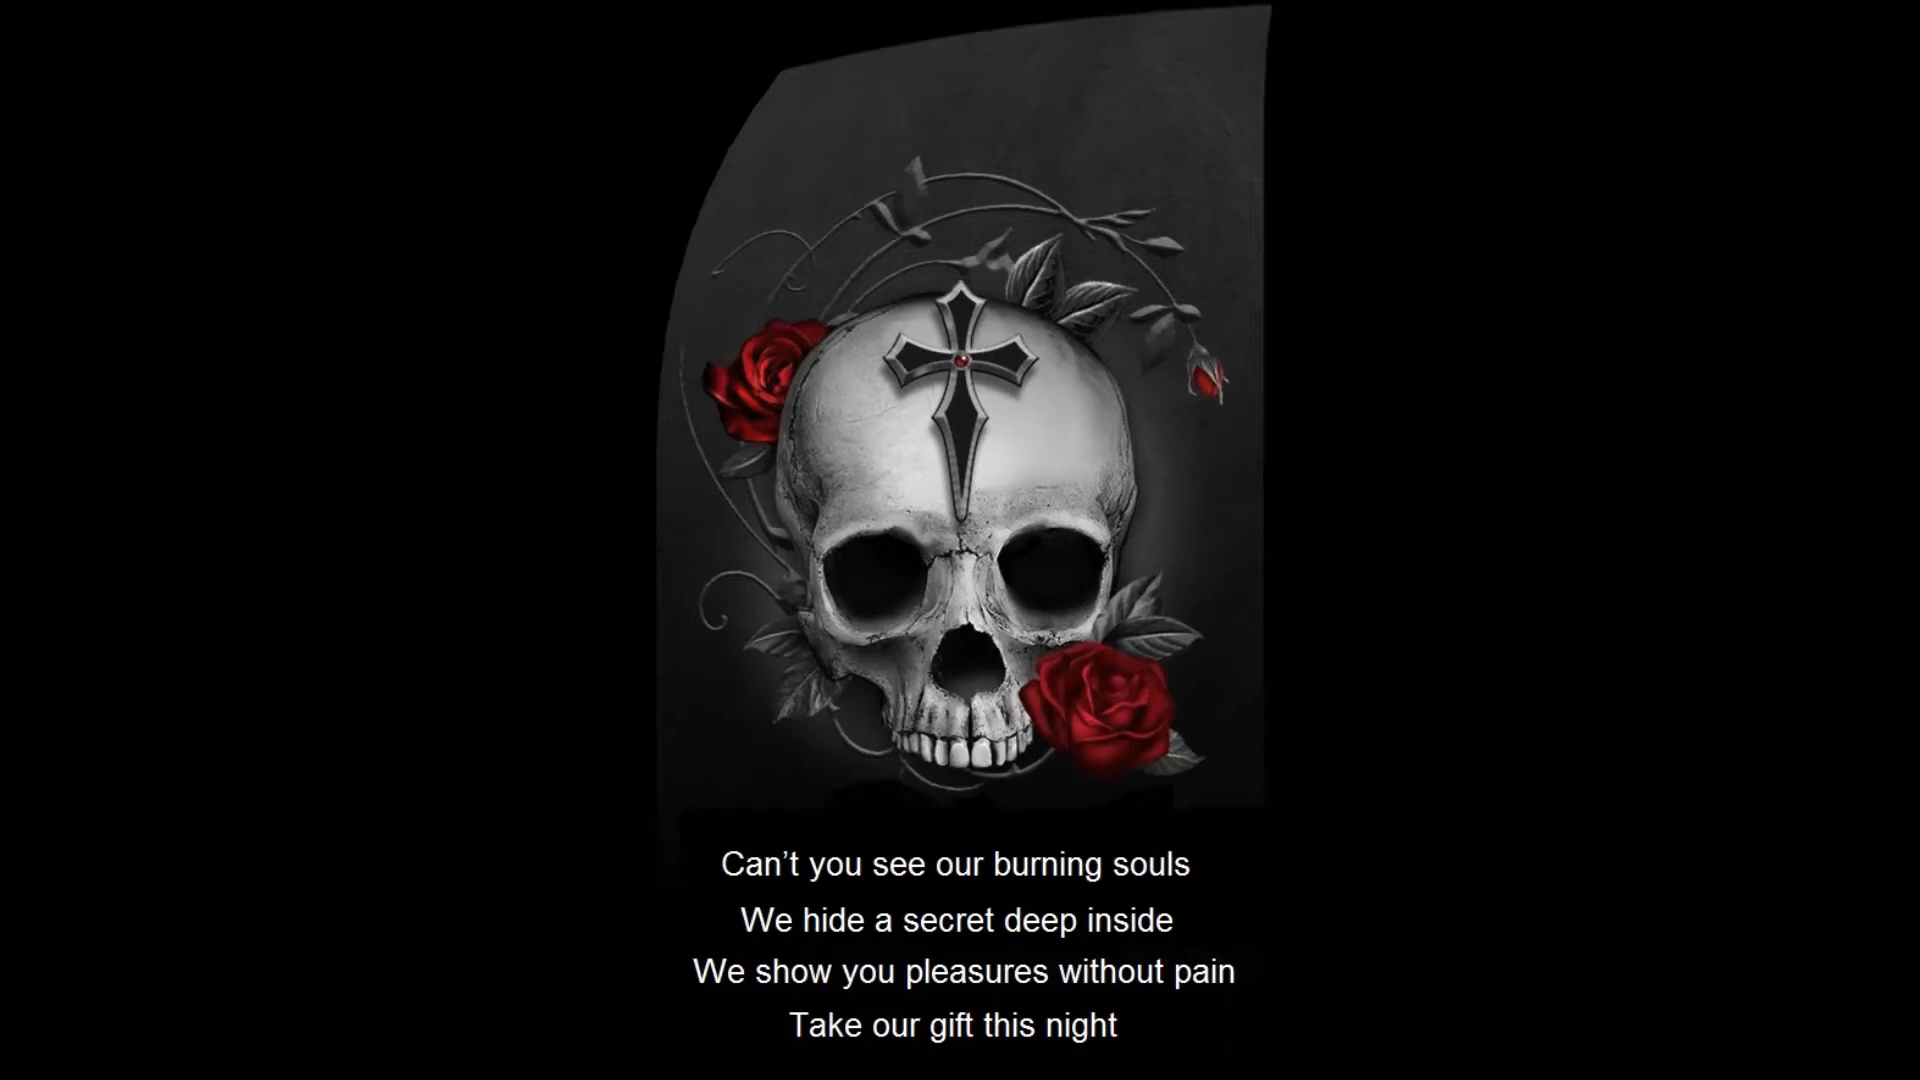 Can’t you see our burning souls
We hide a secret deep inside
We show you pleasures without pain
Take our gift this night